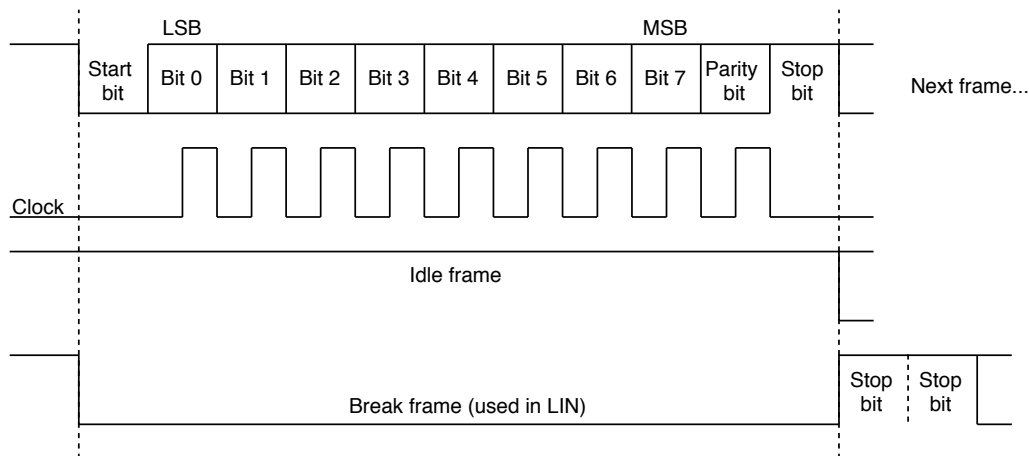 LSB MSB
Start bit Bit 0 Bit 1 Bit 2 Bit 3 Bit 4 Bit 5 Bit 6 Bit 7 Parity bit Stop bit Next frame...
Clock
Idle frame
Break frame (used in LIN) Stop bit Stop bit